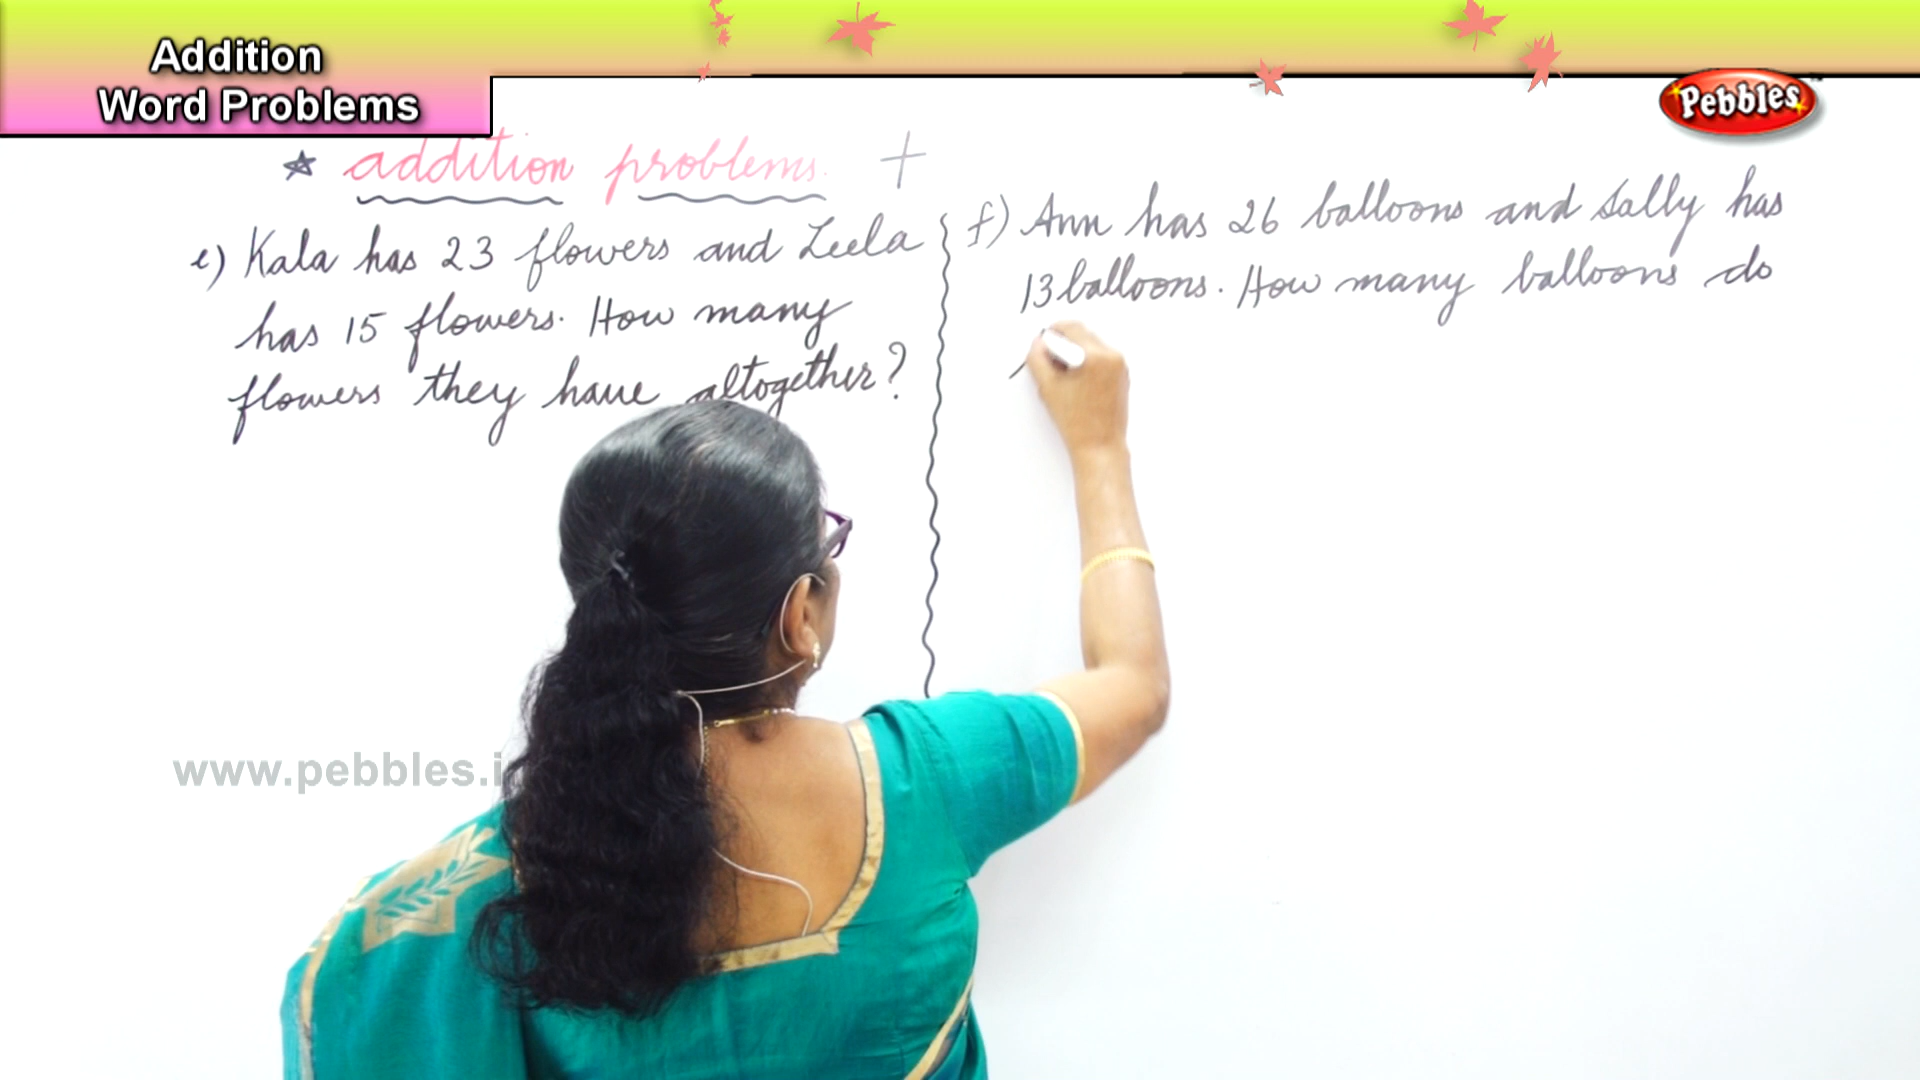 Addition
Word Problems
Pebbles
addition problems. +
e) Kala has 23 flowers and Leela
has 15 flowers. How many
flowers they have altogether?
f) Ann has 26 balloons and Sally has
13 balloons. How many balloons do
www.pebbles.i